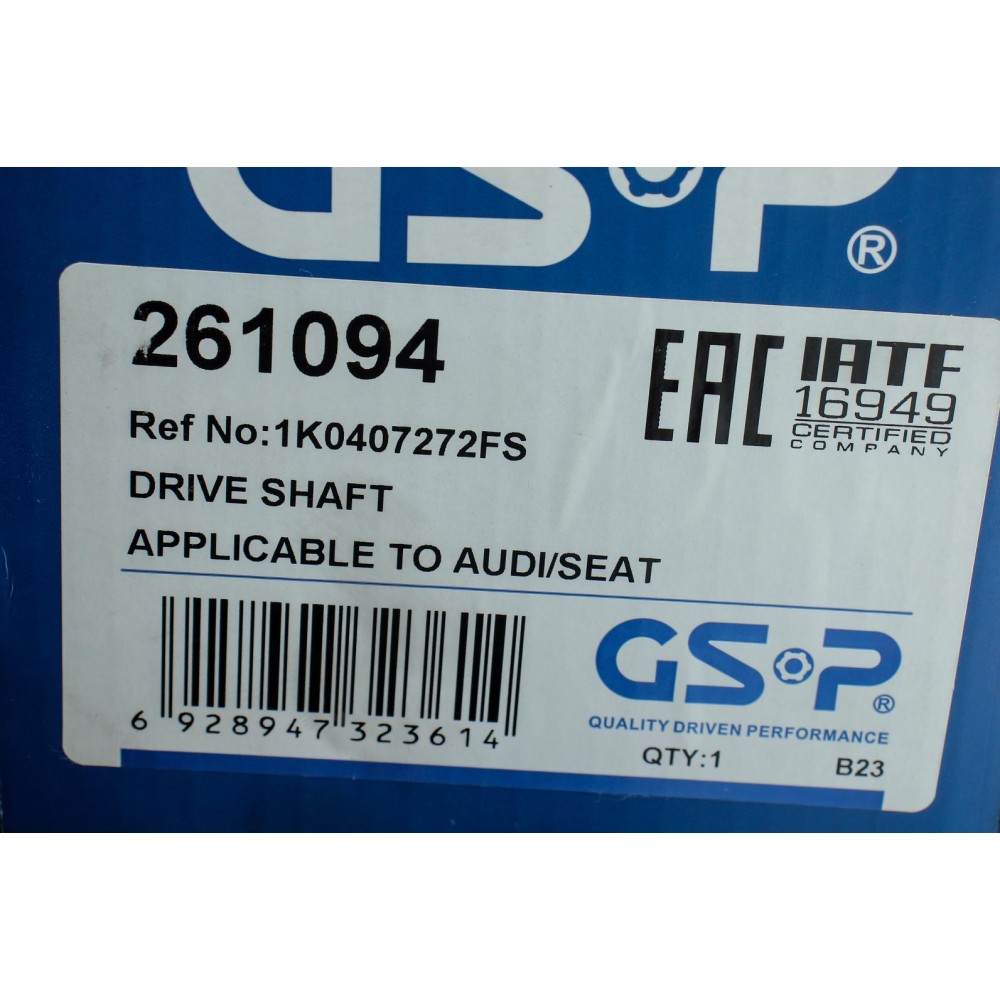 GSP®
261094
EAC
IATF
16949
CERTIFIED
COMPANY
Ref No:1K0407272FS
DRIVE SHAFT
APPLICABLE TO AUDI/SEAT
6 928947 323614
GSP®
QUALITY DRIVEN PERFORMANCE
QTY:1
B23